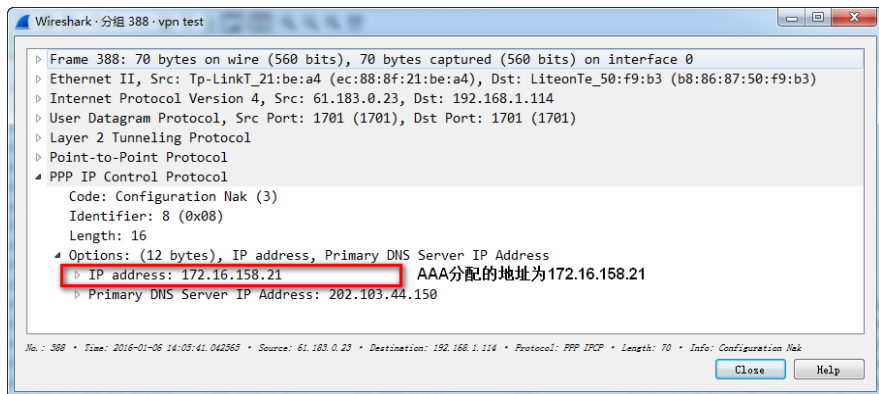 Wireshark · 分组 388 · vpn test
Frame 388: 70 bytes on wire (560 bits), 70 bytes captured (560 bits) on interface 0
Ethernet II, Src: Tp-LinkT_21:be:a4 (ec:88:8f:21:be:a4), Dst: LiteonTe_50:f9:b3 (b8:86:87:50:f9:b3)
Internet Protocol Version 4, Src: 61.183.0.23, Dst: 192.168.1.114
User Datagram Protocol, Src Port: 1701 (1701), Dst Port: 1701 (1701)
Layer 2 Tunneling Protocol
Point-to-Point Protocol
PPP IP Control Protocol
Code: Configuration Nak (3)
Identifier: 8 (0x08)
Length: 16
Options: (12 bytes), IP address, Primary DNS Server IP Address
IP address: 172.16.158.21 AAA分配的地址为172.16.158.21
Primary DNS Server IP Address: 202.103.44.150
No.: 388 · Time: 2016-01-06 14:05:41.042565 · Source: 61.183.0.23 · Destination: 192.168.1.114 · Protocol: PPP IPCP · Length: 70 · Info: Configuration Nak
Close Help